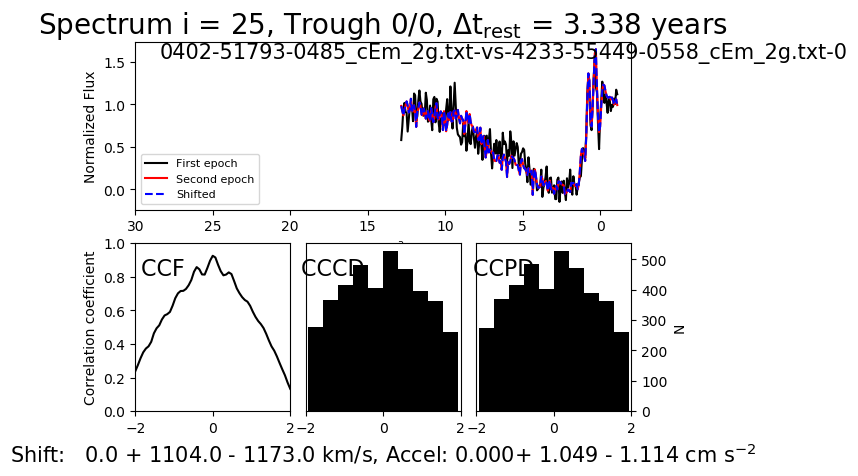 Spectrum i = 25, Trough 0/0, Δt_rest = 3.338 years
0402-51793-0485_cEm_2g.txt-vs-4233-55449-0558_cEm_2g.txt-0
Normalized Flux
1.5
1.0
0.5
0.0
First epoch
Second epoch
Shifted
30 25 20 15 10 5 0
Correlation coefficient
1.0
0.8
0.6
0.4
0.2
0.0
CCF
−2 0 2
CCCD
−2 0 2
CCPD
−2 0 2
500
400
300
200
100
0
N
Shift: 0.0 + 1104.0 - 1173.0 km/s, Accel: 0.000+ 1.049 - 1.114 cm s⁻²